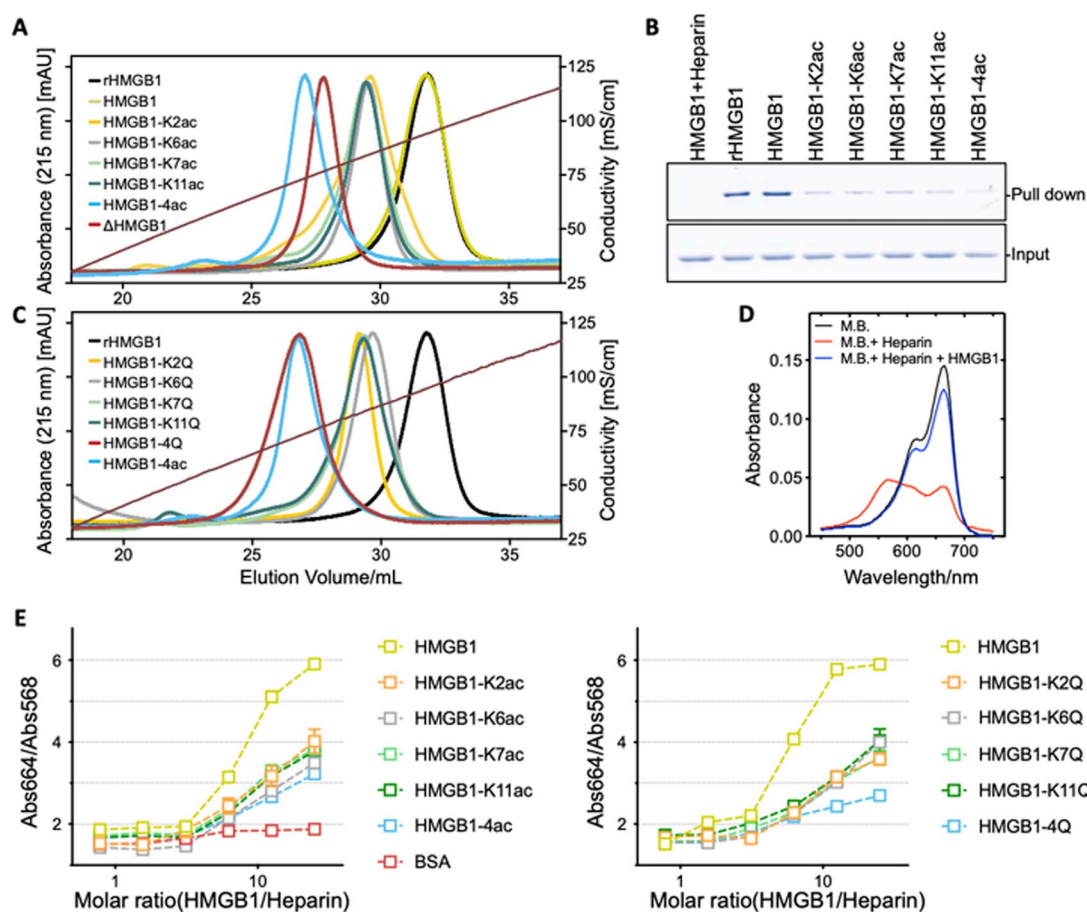 A
Absorbance (215 nm) [mAU]
rHMGB1
HMGB1
HMGB1-K2ac
HMGB1-K6ac
HMGB1-K7ac
HMGB1-K11ac
HMGB1-4ac
ΔHMGB1
125
100
75
50
25
Conductivity [mS/cm]
20
25
30
35
B
HMGB1+Heparin
rHMGB1
HMGB1
HMGB1-K2ac
HMGB1-K6ac
HMGB1-K7ac
HMGB1-K11ac
HMGB1-4ac
-Pull down
-Input
C
Absorbance (215 nm) [mAU]
rHMGB1
HMGB1-K2Q
HMGB1-K6Q
HMGB1-K7Q
HMGB1-K11Q
HMGB1-4Q
HMGB1-4ac
125
100
75
50
25
Conductivity [mS/cm]
20
25
30
35
Elution Volume/mL
D
M.B.
M.B.+ Heparin
M.B.+ Heparin + HMGB1
Absorbance
0.15
0.10
0.05
0.00
500
600
700
Wavelength/nm
E
Abs664/Abs568
6
4
2
1
10
Molar ratio(HMGB1/Heparin)
HMGB1
HMGB1-K2ac
HMGB1-K6ac
HMGB1-K7ac
HMGB1-K11ac
HMGB1-4ac
BSA
Abs664/Abs568
6
4
2
1
10
Molar ratio(HMGB1/Heparin)
HMGB1
HMGB1-K2Q
HMGB1-K6Q
HMGB1-K7Q
HMGB1-K11Q
HMGB1-4Q